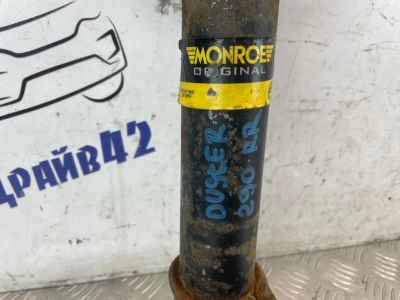 MONROE
ORIGINAL
ДРАЙВ42
DUSTER
290 RR